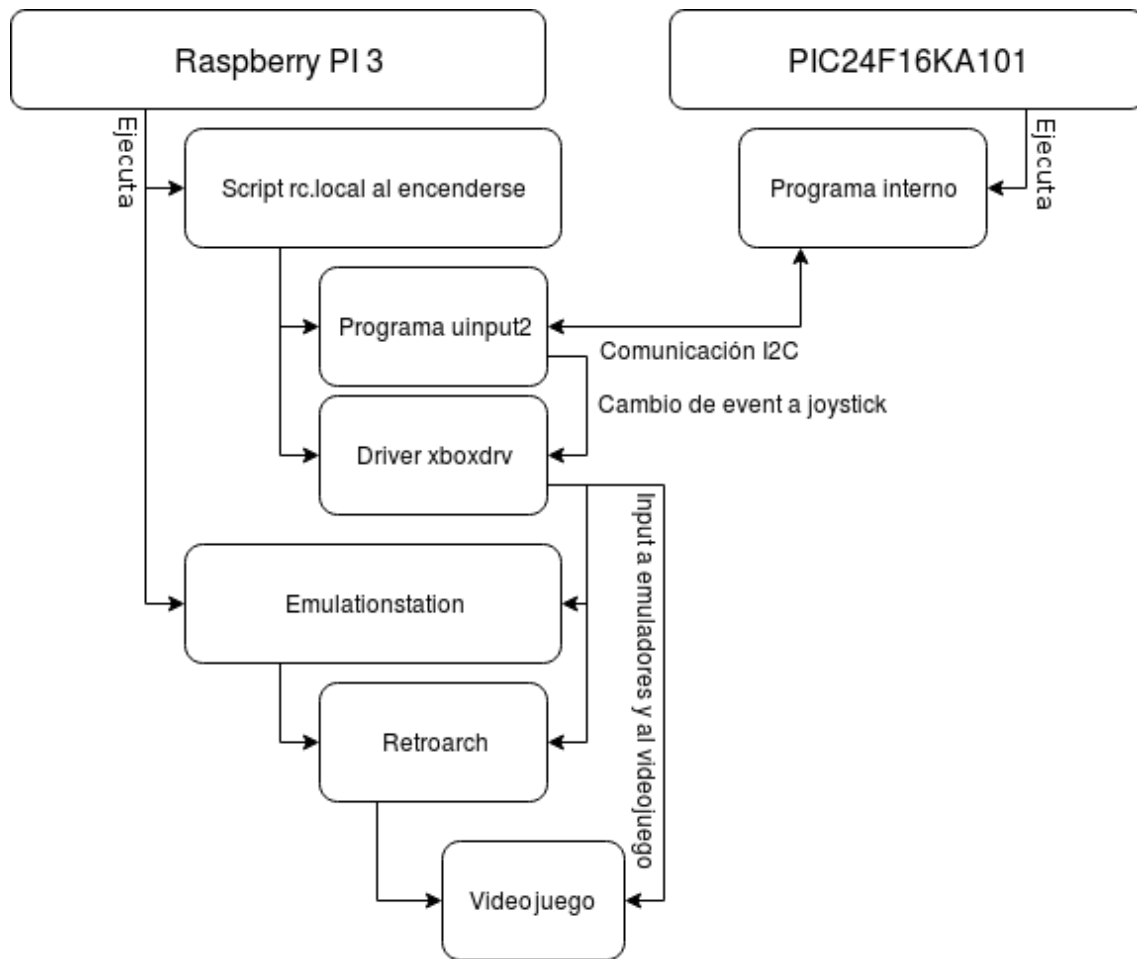 Raspberry PI 3
PIC24F16KA101
Ejecuta
Ejecuta
Script rc.local al encenderse
Programa interno
Programa uinput2
Comunicación I2C
Cambio de event a joystick
Driver xboxdrv
Input a emuladores y al videojuego
Emulationstation
Retroarch
Videojuego